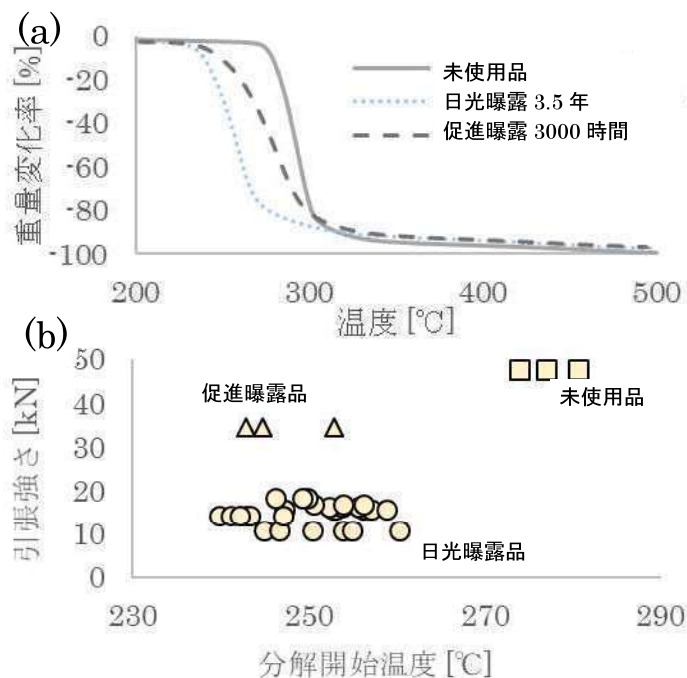 (a)
0
-20
-40
-60
-80
-100
重量変化率 [%]
未使用品
日光曝露 3.5 年
促進曝露 3000 時間
200
300
400
500
温度 [℃]
(b)
50
40
30
20
10
0
引張強さ [kN]
促進曝露品
未使用品
日光曝露品
230
250
270
290
分解開始温度 [℃]